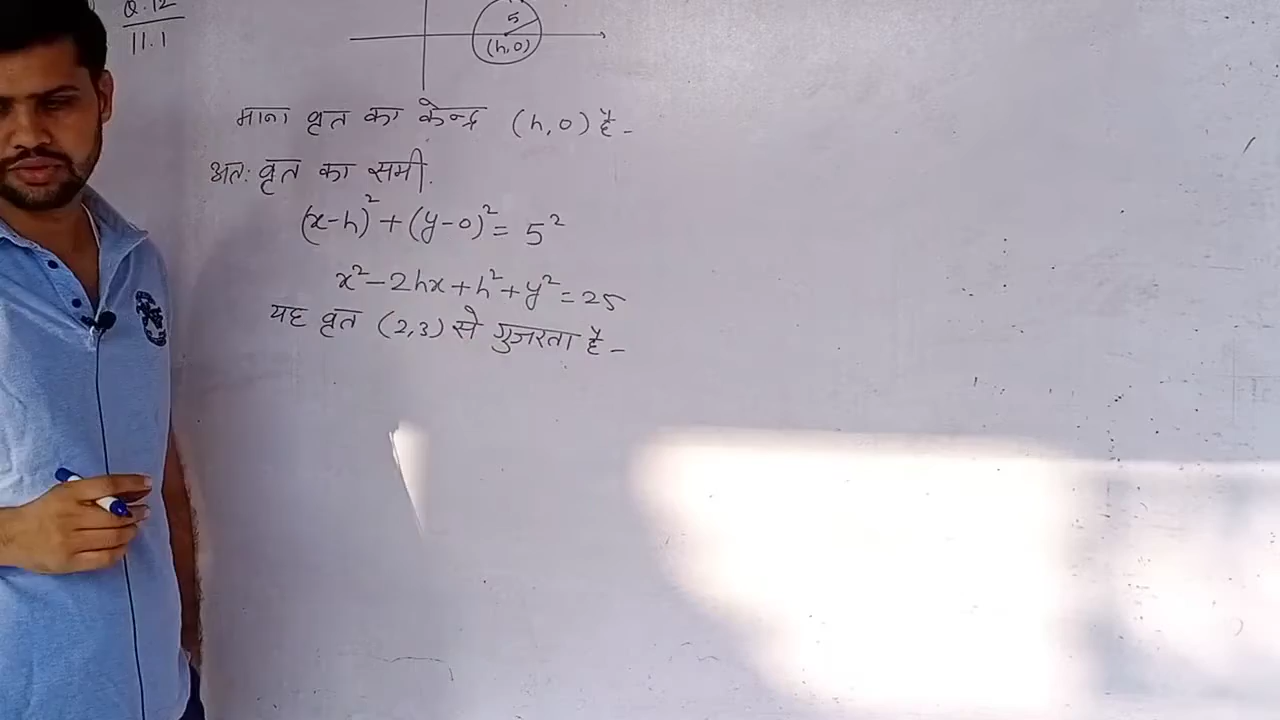 Q.12
11.1
5
(h,0)
माना वृत का केन्द्र (h,0) है -
अतः वृत का समी.
(x-h)²+(y-0)²= 5²
x²-2hx+h²+y²=25
यह वृत (2,3) से गुजरता है -